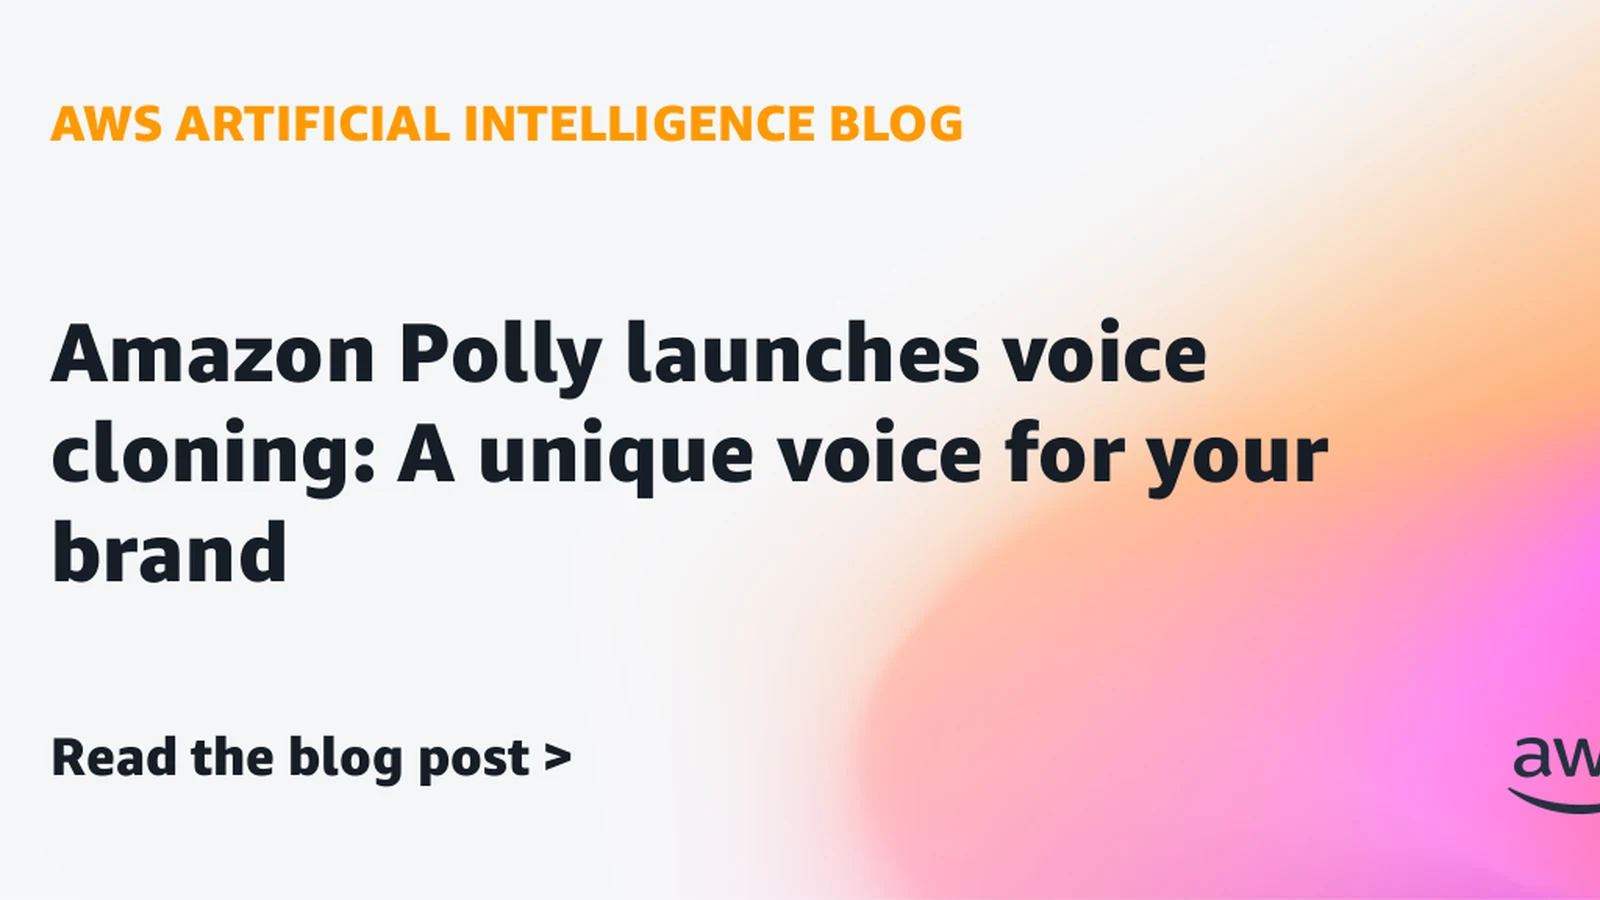 AWS ARTIFICIAL INTELLIGENCE BLOG
Amazon Polly launches voice
cloning: A unique voice for your
brand
Read the blog post >
aw